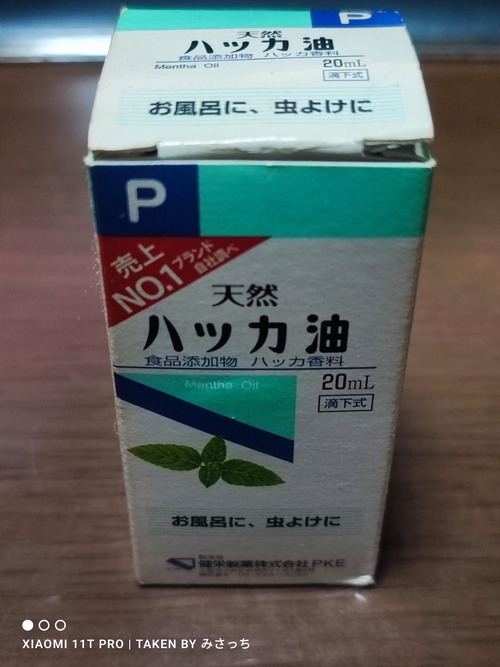 P
天然
ハッカ油
食品添加物 ハッカ香料
Mentha Oil
20mL
滴下式
お風呂に、虫よけに
P
売上
NO.1
ブランド
自社調べ
天然
ハッカ油
食品添加物 ハッカ香料
Mentha Oil
20mL
滴下式
お風呂に、虫よけに
健栄製薬株式会社 PKE
XIAOMI 11T PRO | TAKEN BY みさっち